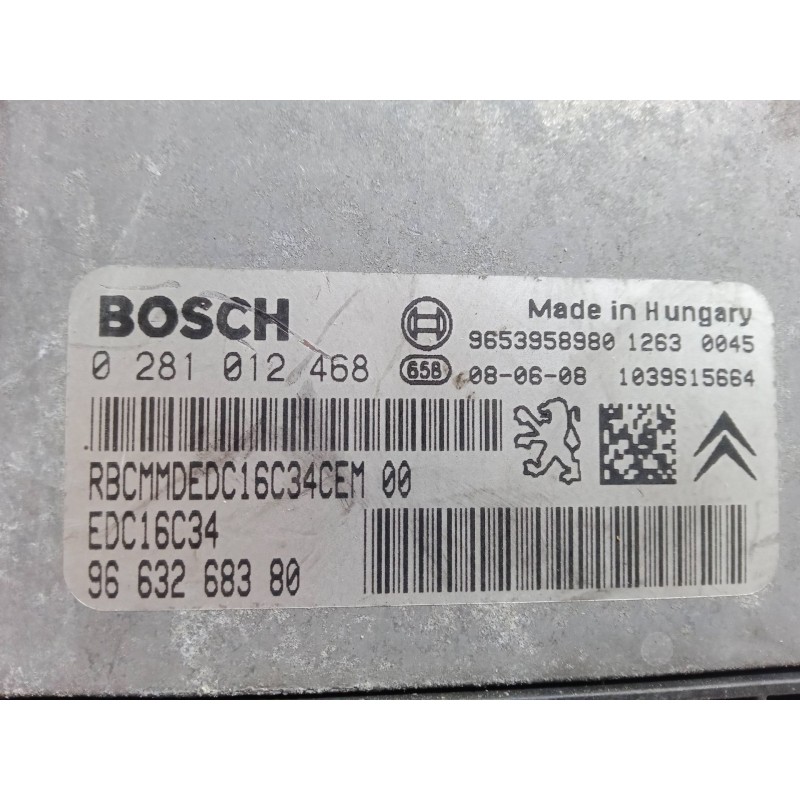 BOSCH
Made in Hungary
9653958980 1263 0045
0 281 012 468
658 08-06-08 1039S15664
RBCMMDEDC16C34CEM 00
EDC16C34
96 632 683 80